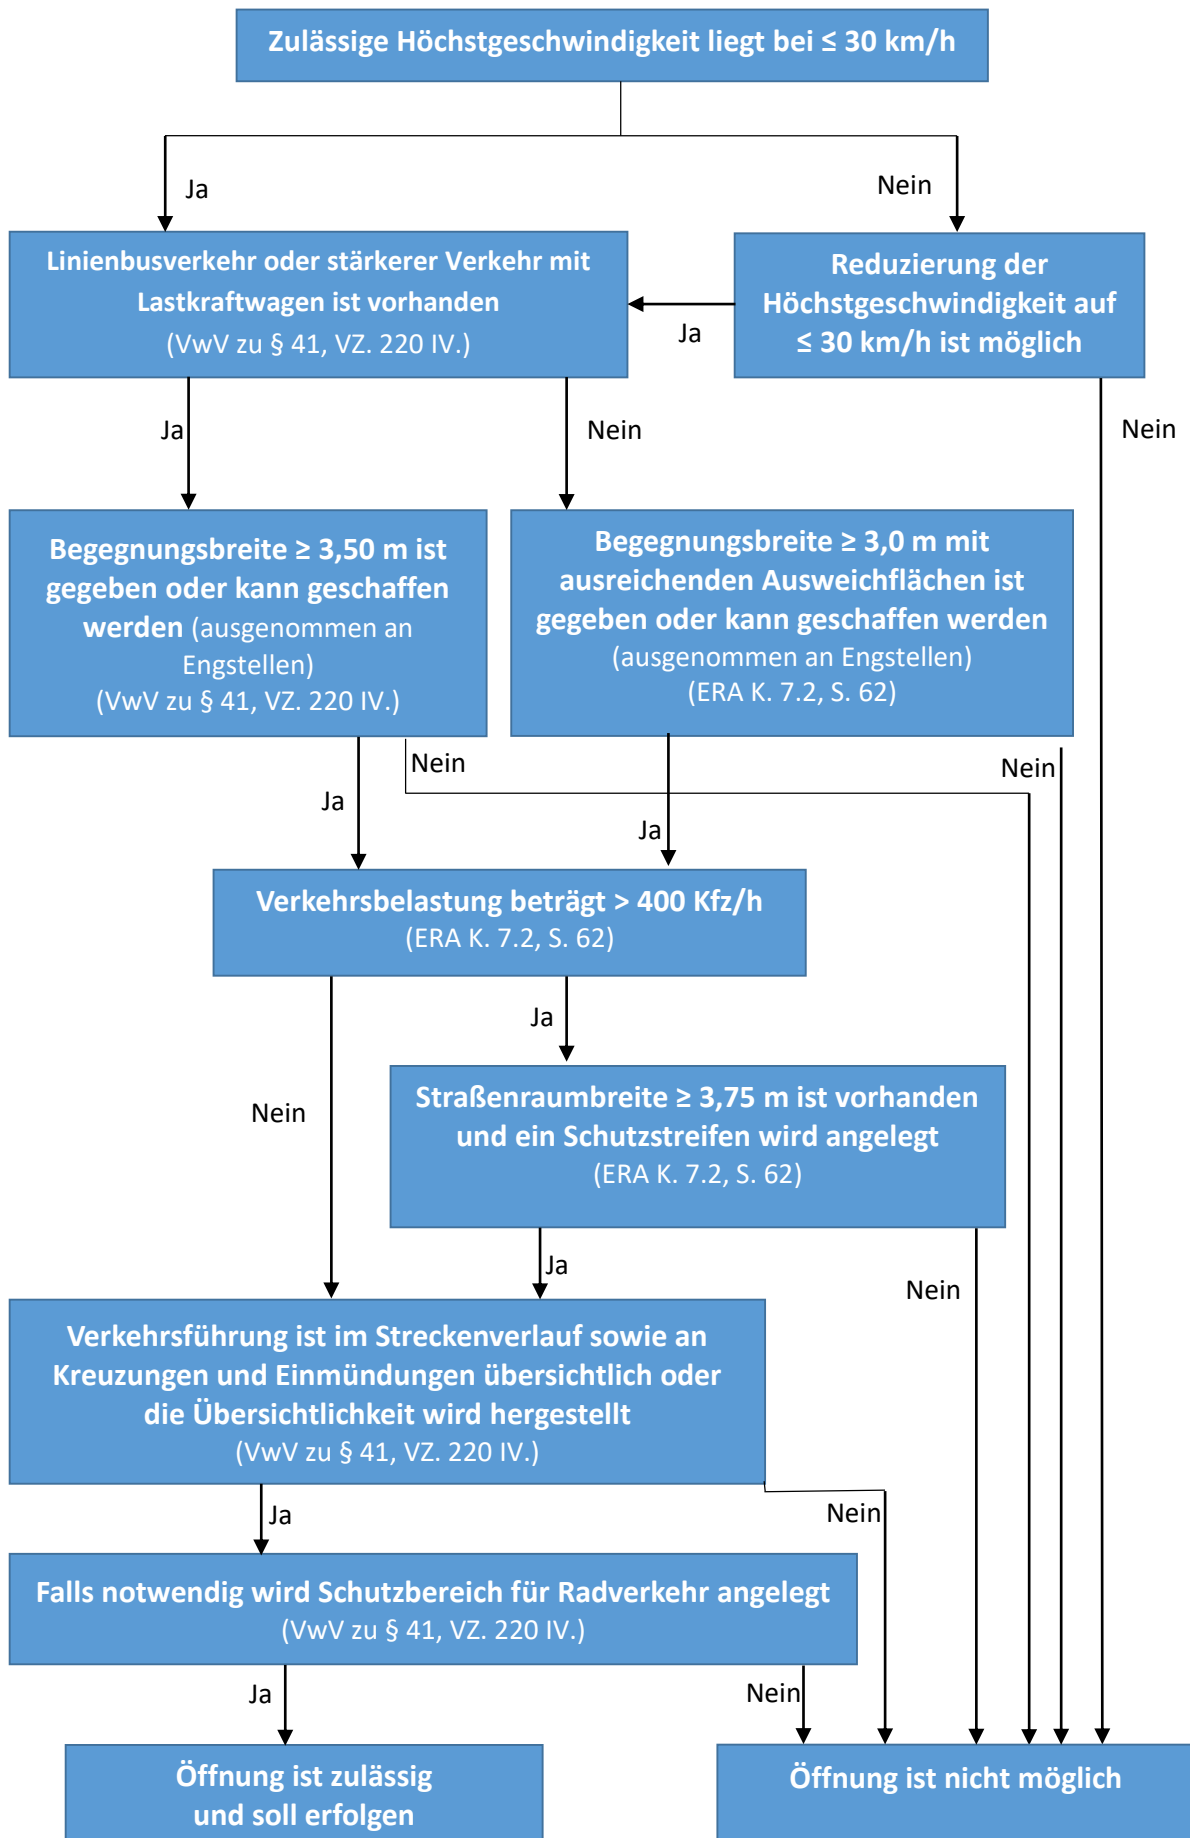 Zulässige Höchstgeschwindigkeit liegt bei ≤ 30 km/h
Ja
Nein
Linienbusverkehr oder stärkerer Verkehr mit
Lastkraftwagen ist vorhanden
(VwV zu § 41, VZ. 220 IV.)
Reduzierung der
Höchstgeschwindigkeit auf
≤ 30 km/h ist möglich
Ja
Ja
Nein
Nein
Begegnungsbreite ≥ 3,50 m ist
gegeben oder kann geschaffen
werden (ausgenommen an
Engstellen)
(VwV zu § 41, VZ. 220 IV.)
Begegnungsbreite ≥ 3,0 m mit
ausreichenden Ausweichflächen ist
gegeben oder kann geschaffen werden
(ausgenommen an Engstellen)
(ERA K. 7.2, S. 62)
Nein
Nein
Ja
Ja
Verkehrsbelastung beträgt > 400 Kfz/h
(ERA K. 7.2, S. 62)
Ja
Nein
Straßenraumbreite ≥ 3,75 m ist vorhanden
und ein Schutzstreifen wird angelegt
(ERA K. 7.2, S. 62)
Ja
Nein
Verkehrsführung ist im Streckenverlauf sowie an
Kreuzungen und Einmündungen übersichtlich oder
die Übersichtlichkeit wird hergestellt
(VwV zu § 41, VZ. 220 IV.)
Ja
Nein
Falls notwendig wird Schutzbereich für Radverkehr angelegt
(VwV zu § 41, VZ. 220 IV.)
Ja
Nein
Öffnung ist zulässig
und soll erfolgen
Öffnung ist nicht möglich